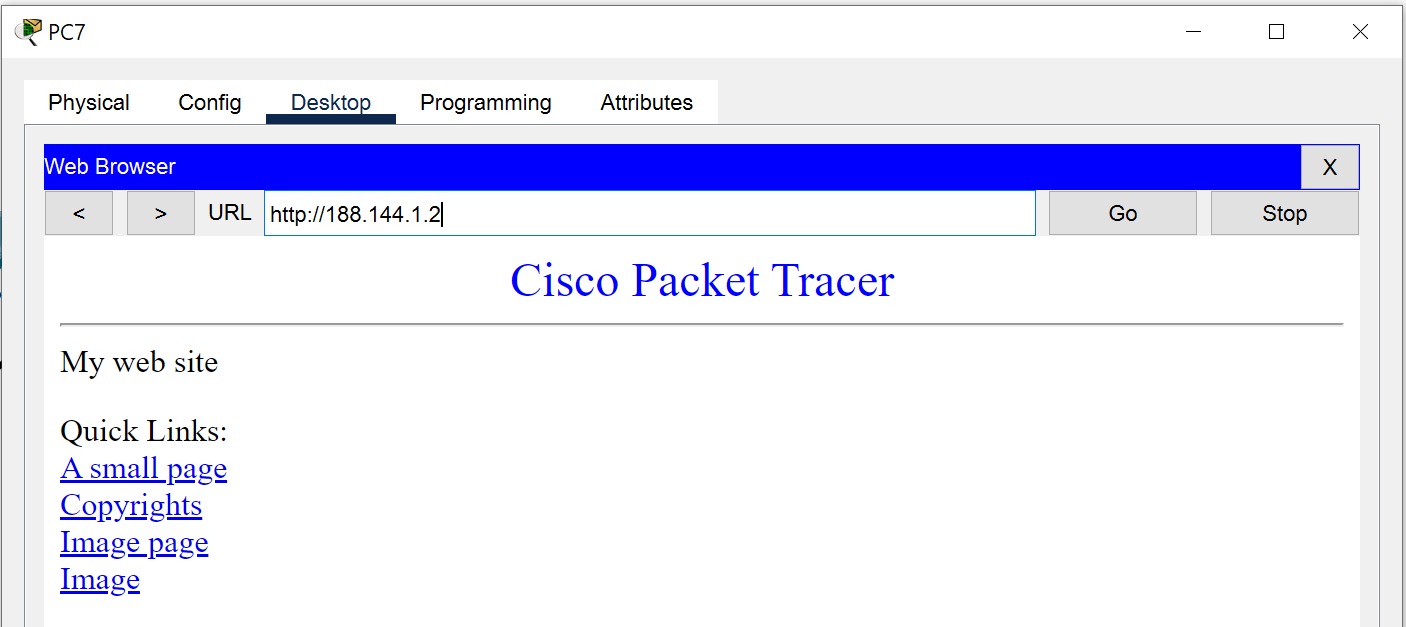 PC7
Physical Config Desktop Programming Attributes
Web Browser X
< > URL http://188.144.1.2 Go Stop
Cisco Packet Tracer
My web site
Quick Links:
A small page
Copyrights
Image page
Image